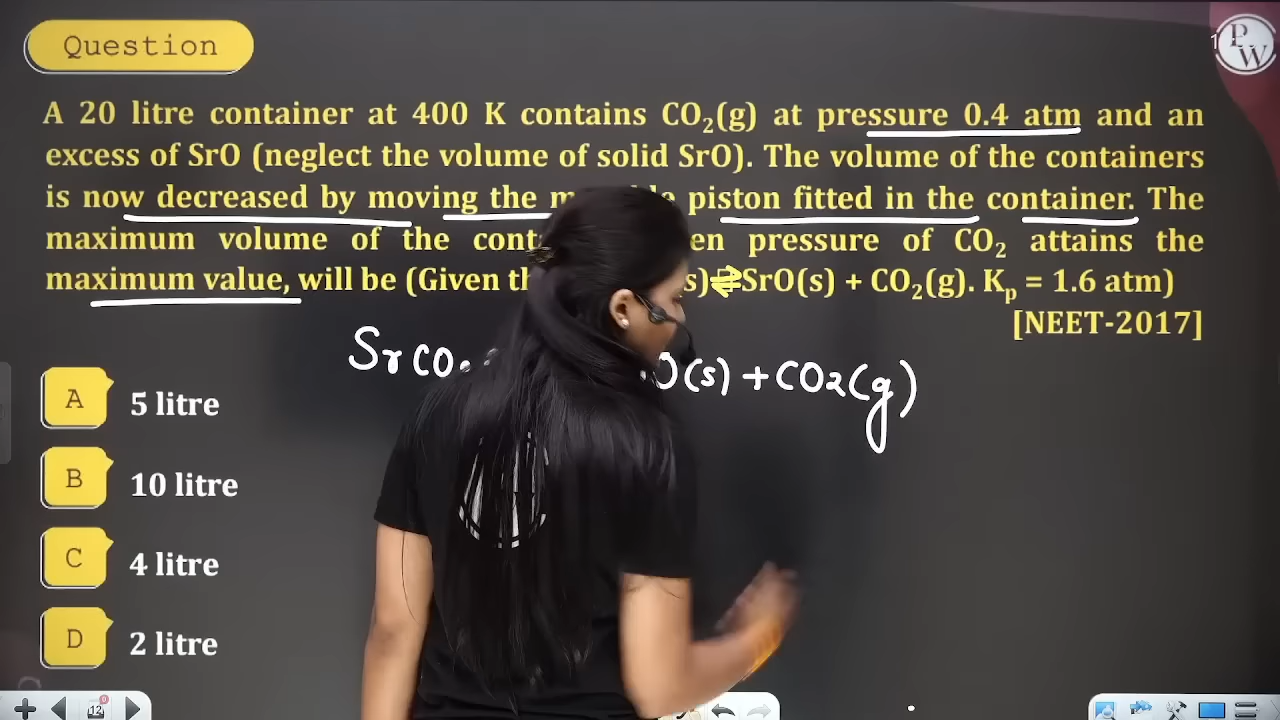 Question
PW
A 20 litre container at 400 K contains CO₂(g) at pressure 0.4 atm and an
excess of SrO (neglect the volume of solid SrO). The volume of the containers
is now decreased by moving the piston fitted in the container. The
maximum volume of the pressure of CO₂ attains the
maximum value, will be (Given SrO(s) + CO₂(g). Kₚ = 1.6 atm)
[NEET-2017]
SrCO (s) + CO₂(g)
A 5 litre
B 10 litre
C 4 litre
D 2 litre
12